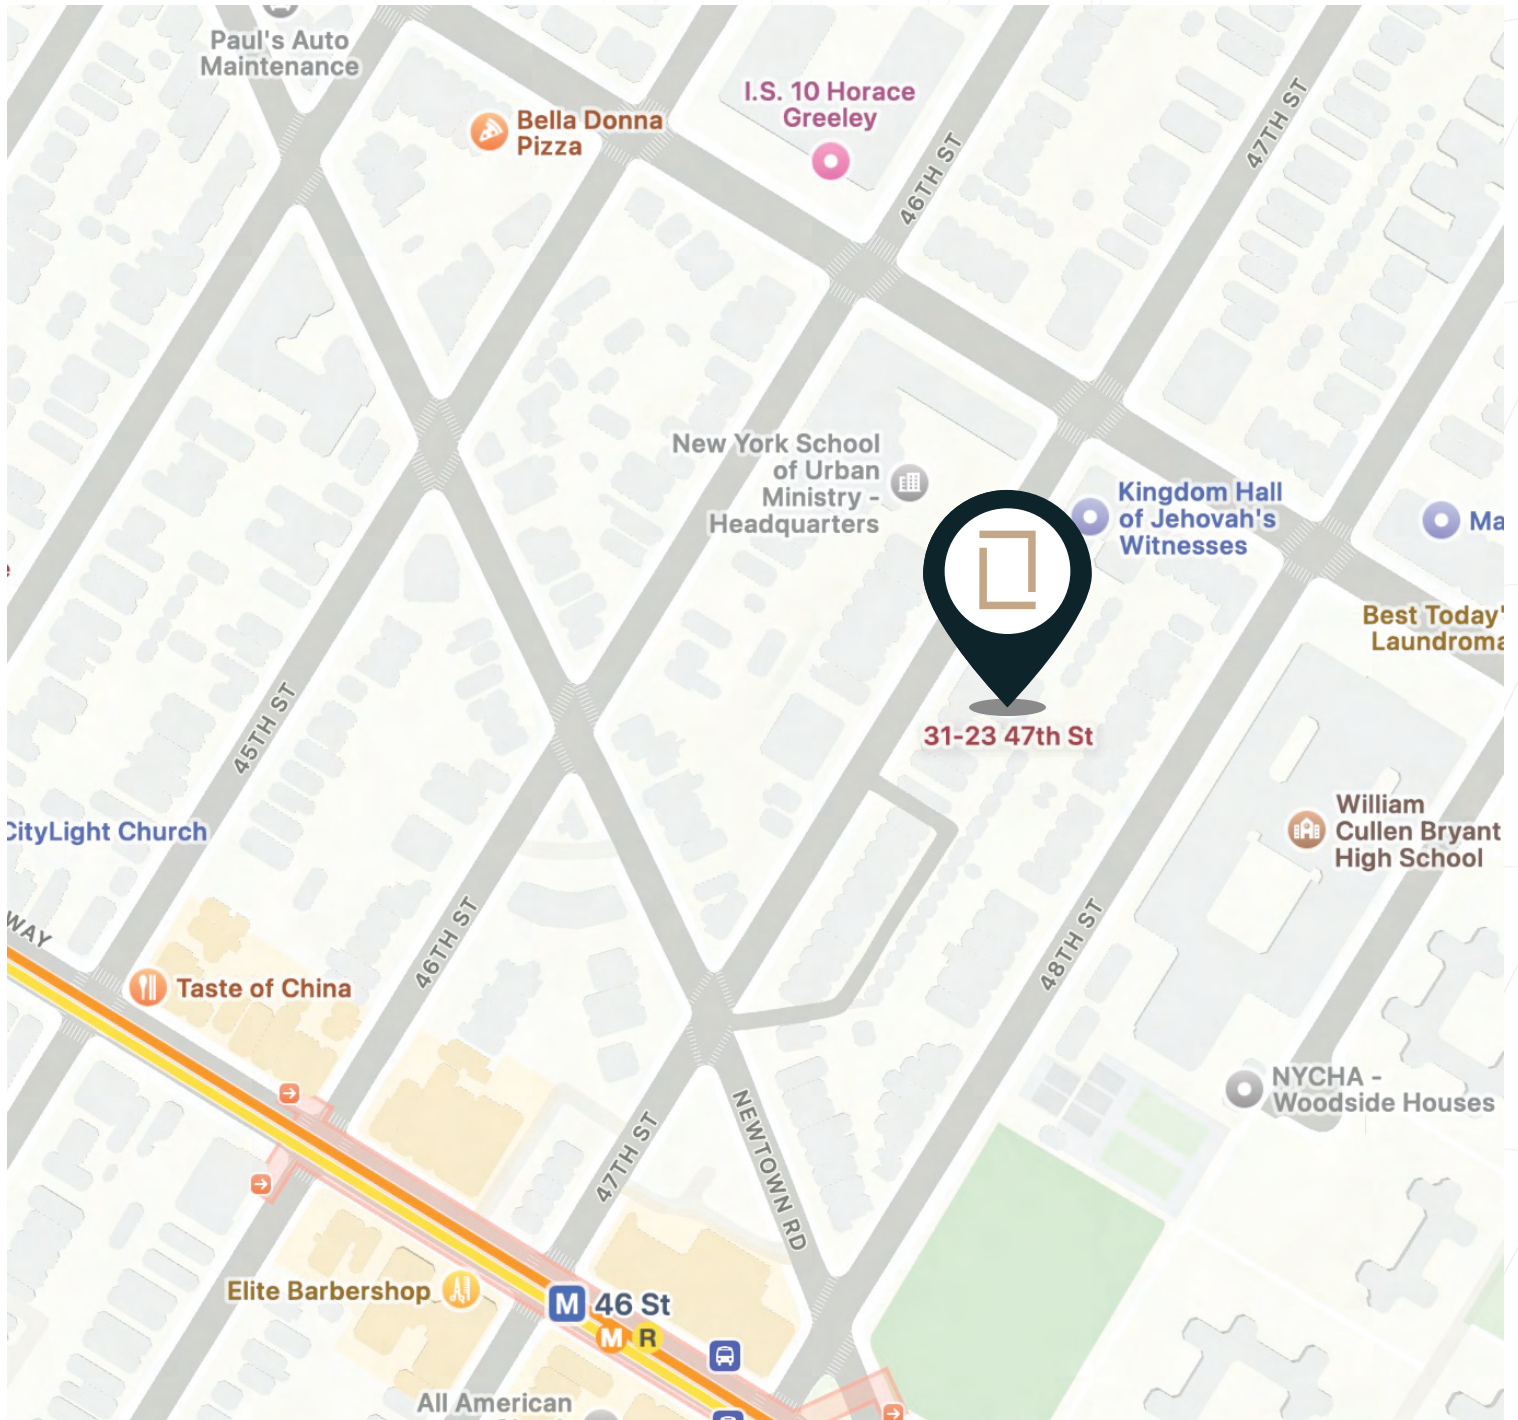 Paul's Auto
Maintenance
Bella Donna
Pizza
I.S. 10 Horace
Greeley
46TH ST
47TH ST
New York School
of Urban
Ministry -
Headquarters
Kingdom Hall
of Jehovah's
Witnesses
Ma
Best Today'
Laundroma
31-23 47th St
45TH ST
CityLight Church
William
Cullen Bryant
High School
WAY
46TH ST
48TH ST
Taste of China
NYCHA -
Woodside Houses
47TH ST
NEWTOWN RD
Elite Barbershop
M 46 St
M R
All American